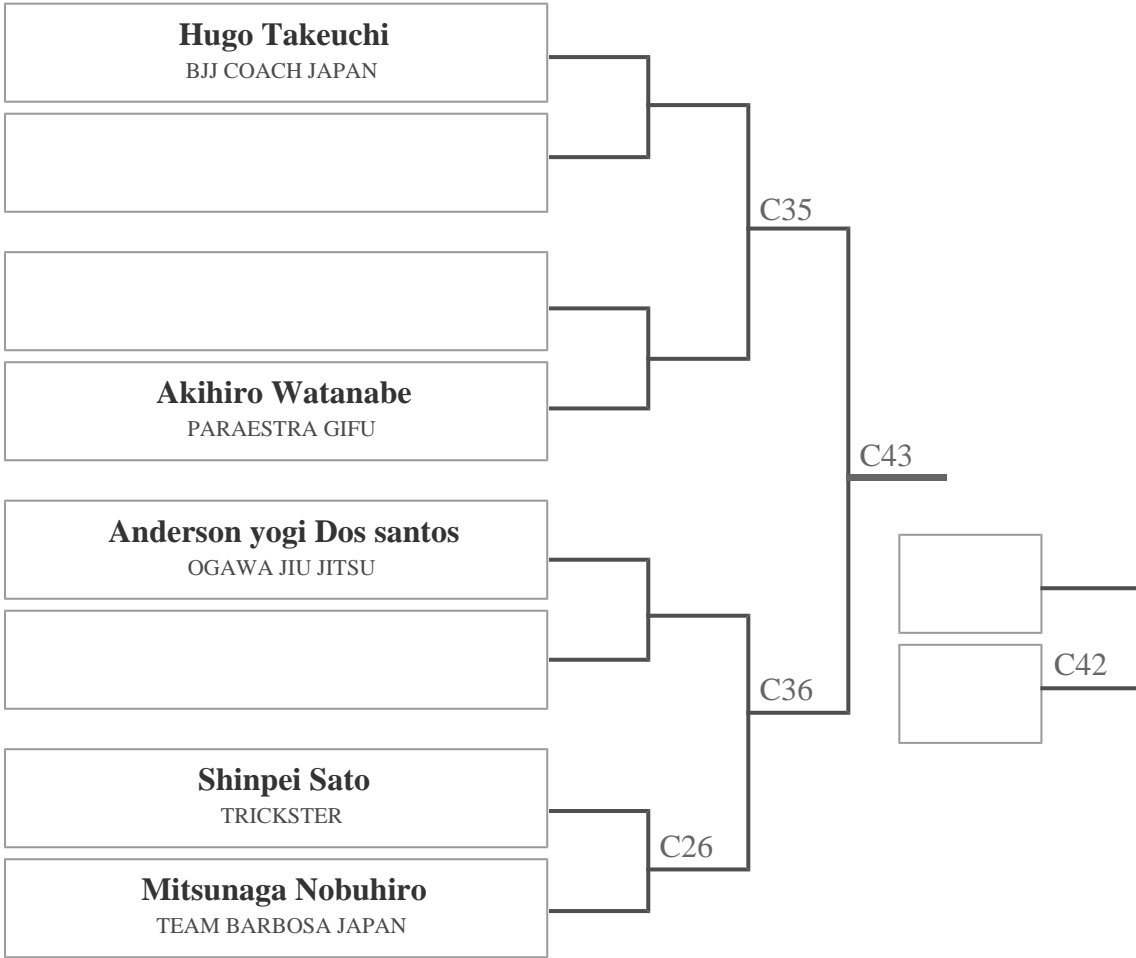 Hugo Takeuchi
BJJ COACH JAPAN
C35
Akihiro Watanabe
PARAESTRA GIFU
C43
Anderson yogi Dos santos
OGAWA JIU JITSU
C42
C36
Shinpei Sato
TRICKSTER
C26
Mitsunaga Nobuhiro
TEAM BARBOSA JAPAN